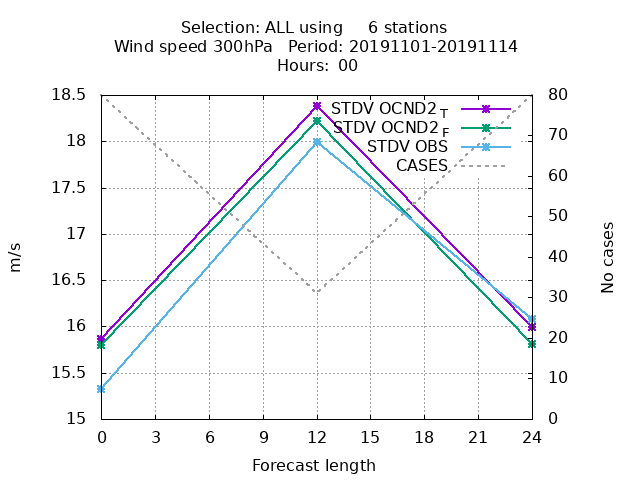 Selection: ALL using     6 stations
Wind speed 300hPa   Period: 20191101-20191114
Hours: 00
18.5
18
17.5
17
16.5
16
15.5
15
m/s
80
70
60
50
40
30
20
10
0
No cases
STDV OCND2 T
STDV OCND2 F
STDV OBS
CASES
0 3 6 9 12 15 18 21 24
Forecast length